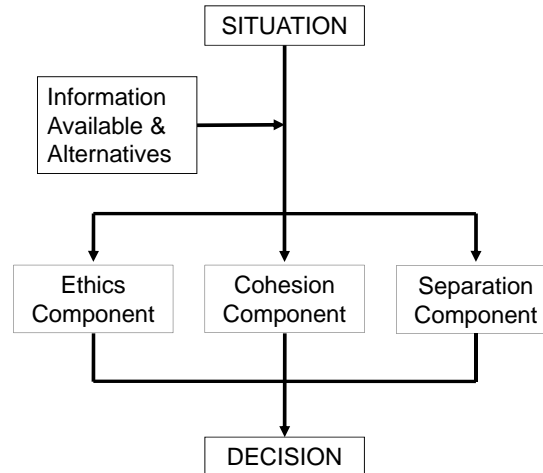 SITUATION
Information
Available &
Alternatives
Ethics
Component
Cohesion
Component
Separation
Component
DECISION